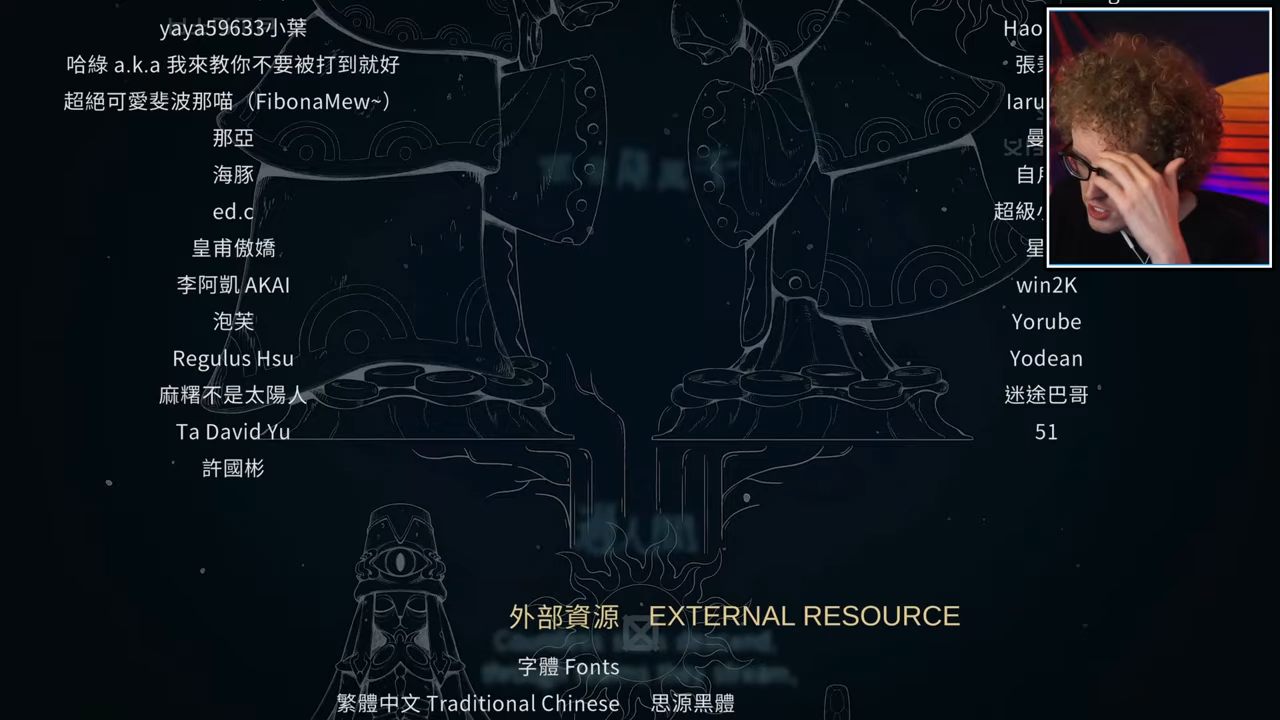 yaya59633小葉
哈綠 a.k.a 我來教你不要被打到就好
超絕可愛斐波那喵（FibonaMew~）
那亞
海豚
ed.c
皇甫傲嬌
李阿凱 AKAI
泡芙
Regulus Hsu
麻糬不是太陽人
Ta David Yu
許國彬
Hao
張
Iaru
曼
自
超級
星
win2K
Yorube
Yodean
迷途巴哥
51
外部資源 EXTERNAL RESOURCE
字體 Fonts
繁體中文 Traditional Chinese 思源黑體